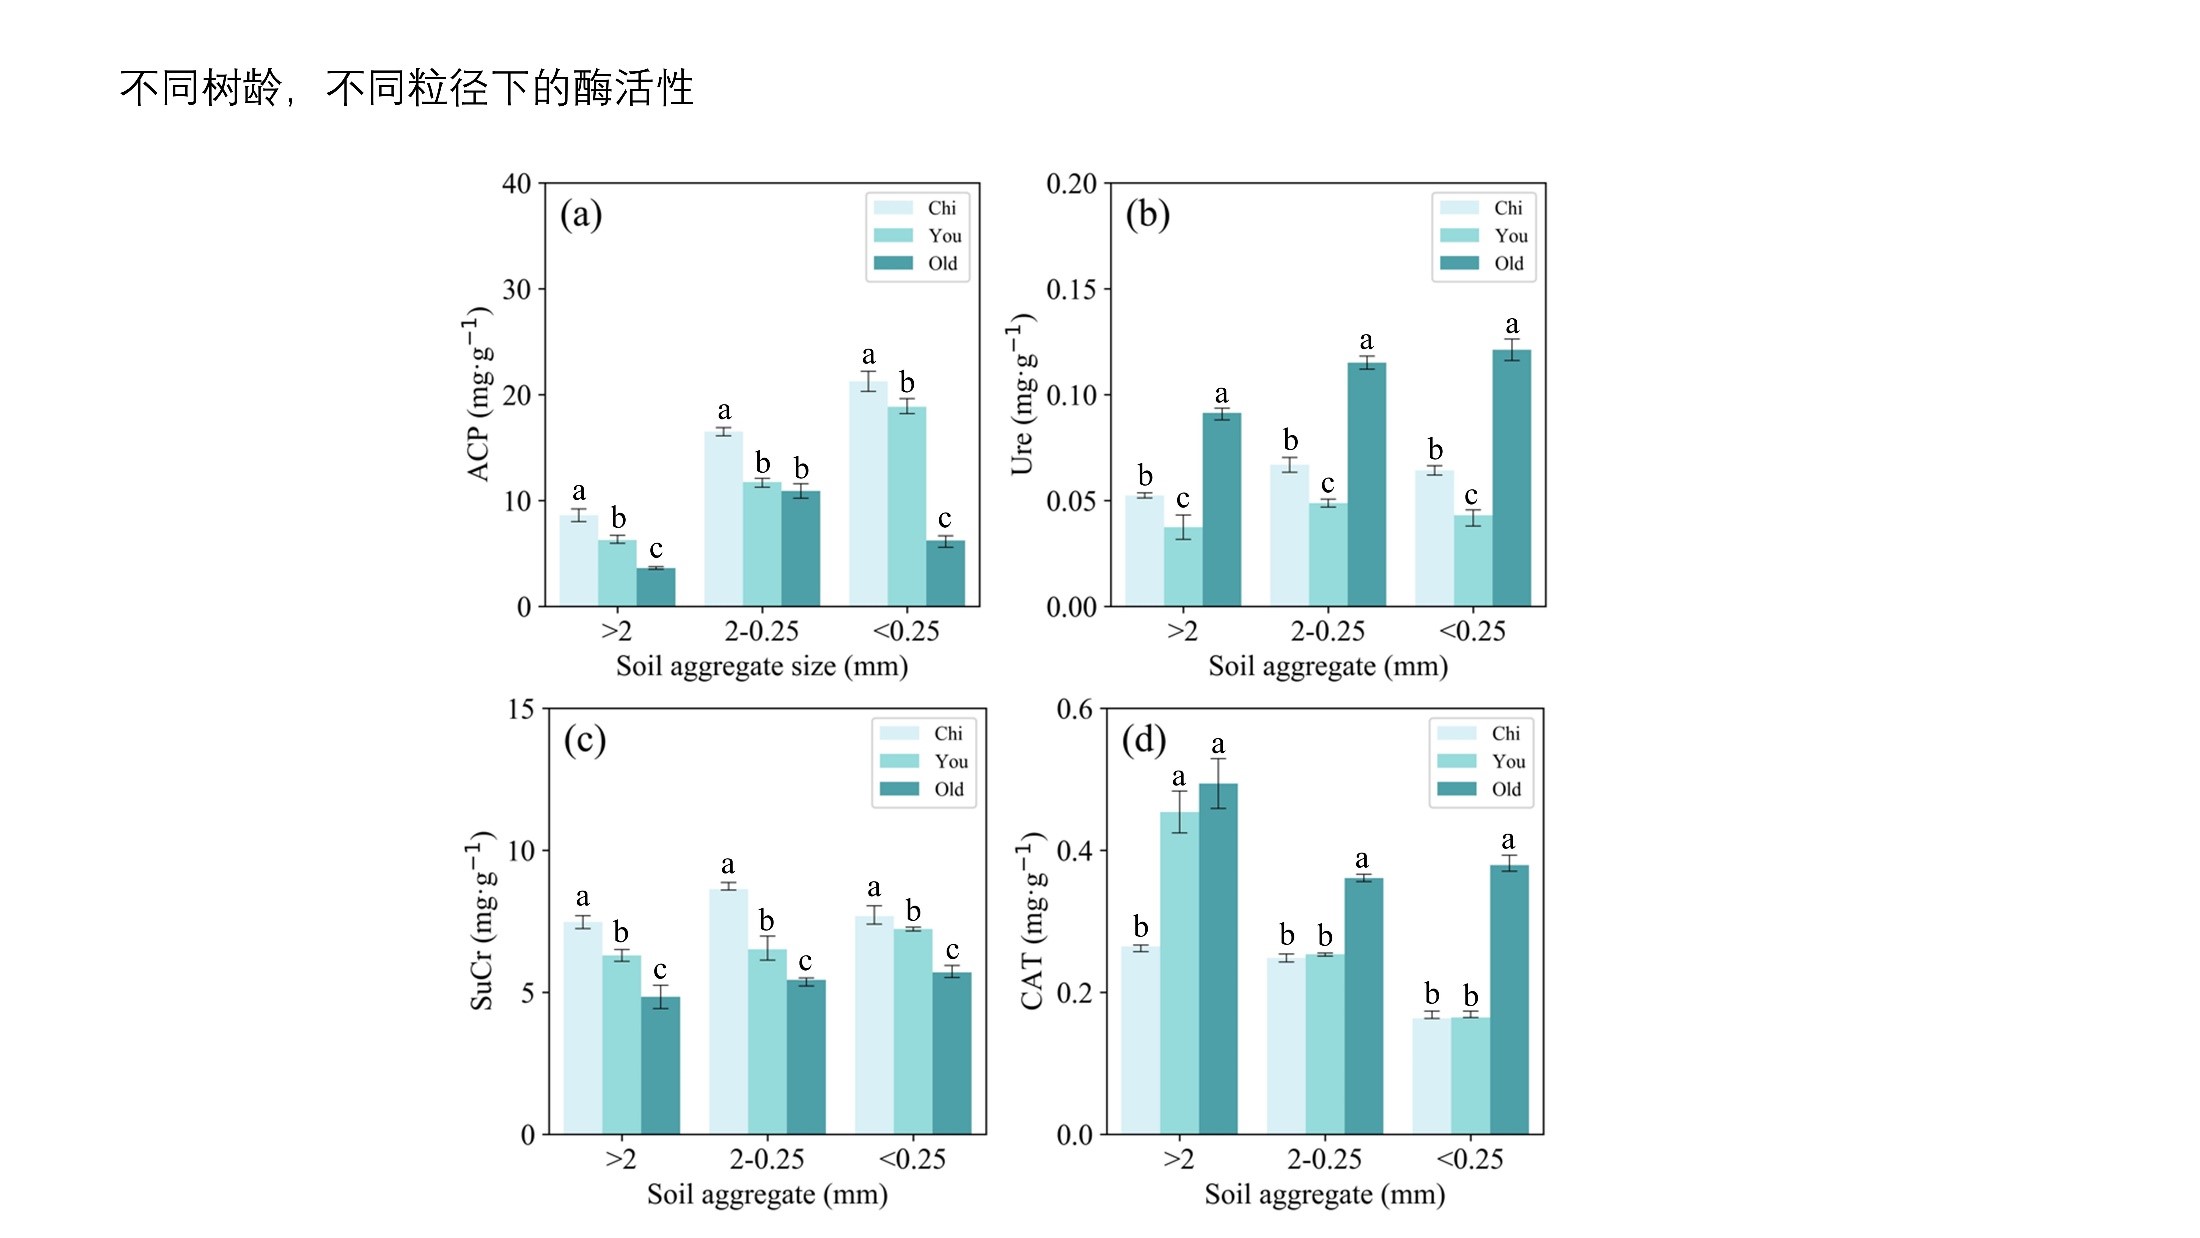 不同树龄，不同粒径下的酶活性
(a)
Chi
You
Old
40
30
20
10
0
ACP (mg·g⁻¹)
a
b
c
a
b
b
a
b
c
>2
2-0.25
<0.25
Soil aggregate size (mm)
(b)
Chi
You
Old
0.20
0.15
0.10
0.05
0.00
Ure (mg·g⁻¹)
b
c
a
b
c
a
b
c
a
>2
2-0.25
<0.25
Soil aggregate (mm)
(c)
Chi
You
Old
15
10
5
0
SuCr (mg·g⁻¹)
a
b
c
a
b
c
a
b
c
>2
2-0.25
<0.25
Soil aggregate (mm)
(d)
Chi
You
Old
0.6
0.4
0.2
0.0
CAT (mg·g⁻¹)
b
a
a
b
b
a
b
b
a
>2
2-0.25
<0.25
Soil aggregate (mm)